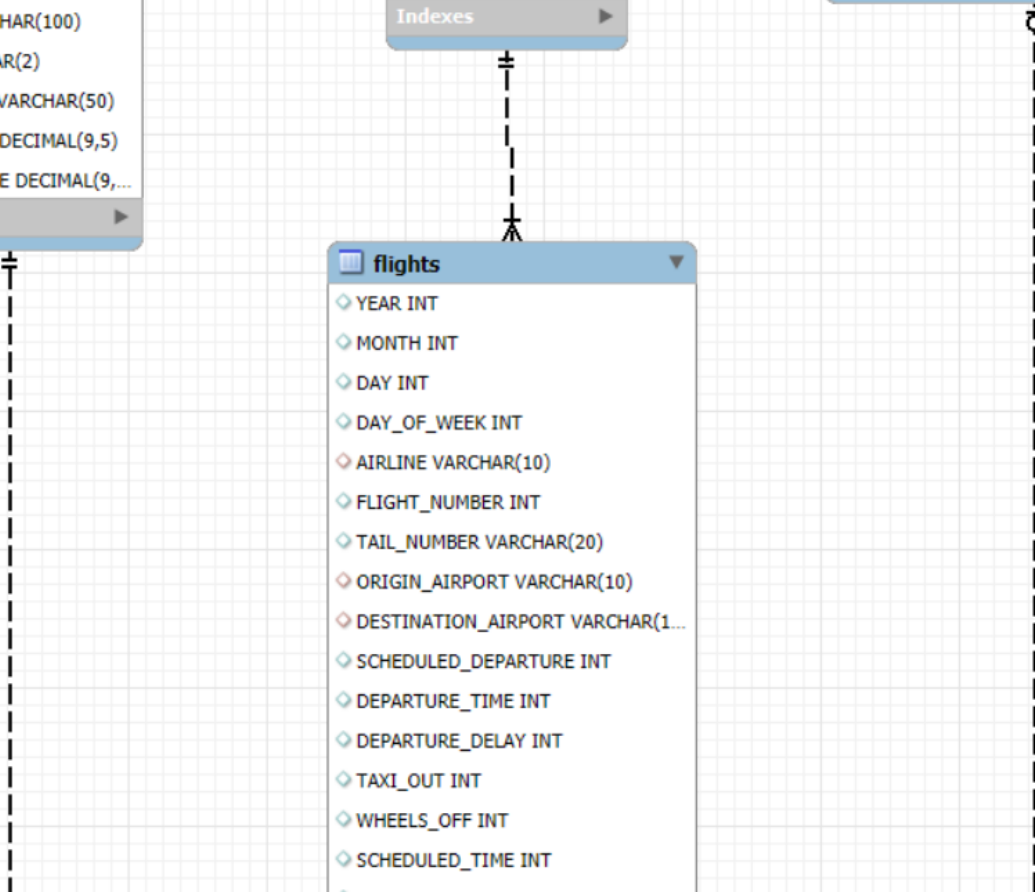 HAR(100)
AR(2)
VARCHAR(50)
DECIMAL(9,5)
E DECIMAL(9,...
Indexes
flights
YEAR INT
MONTH INT
DAY INT
DAY_OF_WEEK INT
AIRLINE VARCHAR(10)
FLIGHT_NUMBER INT
TAIL_NUMBER VARCHAR(20)
ORIGIN_AIRPORT VARCHAR(10)
DESTINATION_AIRPORT VARCHAR(1...
SCHEDULED_DEPARTURE INT
DEPARTURE_TIME INT
DEPARTURE_DELAY INT
TAXI_OUT INT
WHEELS_OFF INT
SCHEDULED_TIME INT